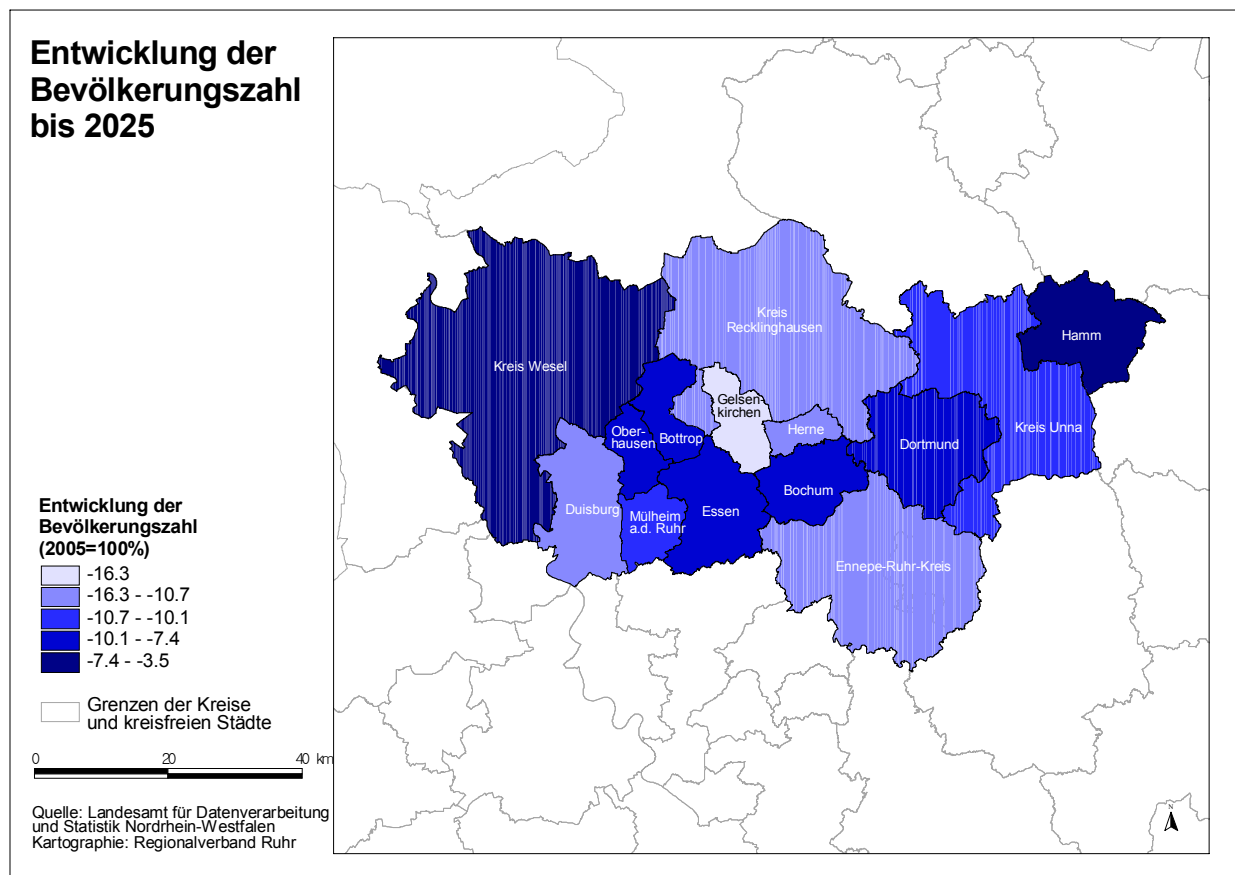 Entwicklung der
Bevölkerungszahl
bis 2025
Kreis
Recklinghausen
Hamm
Kreis Wesel
Gelsen
kirchen
Ober-
hausen
Bottrop
Herne
Dortmund
Kreis Unna
Bochum
Duisburg
Mülheim
a.d. Ruhr
Essen
Ennepe-Ruhr-Kreis
Entwicklung der
Bevölkerungszahl
(2005=100%)
-16.3
-16.3 - -10.7
-10.7 - -10.1
-10.1 - -7.4
-7.4 - -3.5
Grenzen der Kreise
und kreisfreien Städte
0 20 40 km
Quelle: Landesamt für Datenverarbeitung
und Statistik Nordrhein-Westfalen
Kartographie: Regionalverband Ruhr
N